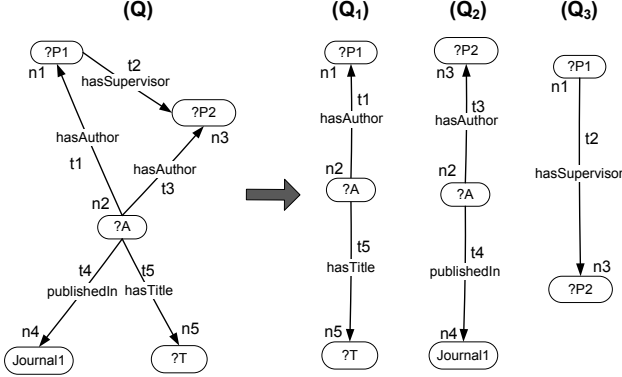 (Q)
(Q1)
(Q2)
(Q3)
?P1
n1
t2
hasSupervisor
?P2
n3
hasAuthor
t1
hasAuthor
t3
n2
?A
t4
publishedIn
t5
hasTitle
n4
Journal1
n5
?T
?P1
n1
t1
hasAuthor
n2
?A
t5
hasTitle
n5
?T
?P2
n3
t3
hasAuthor
n2
?A
t4
publishedIn
n4
Journal1
?P1
n1
t2
hasSupervisor
n3
?P2